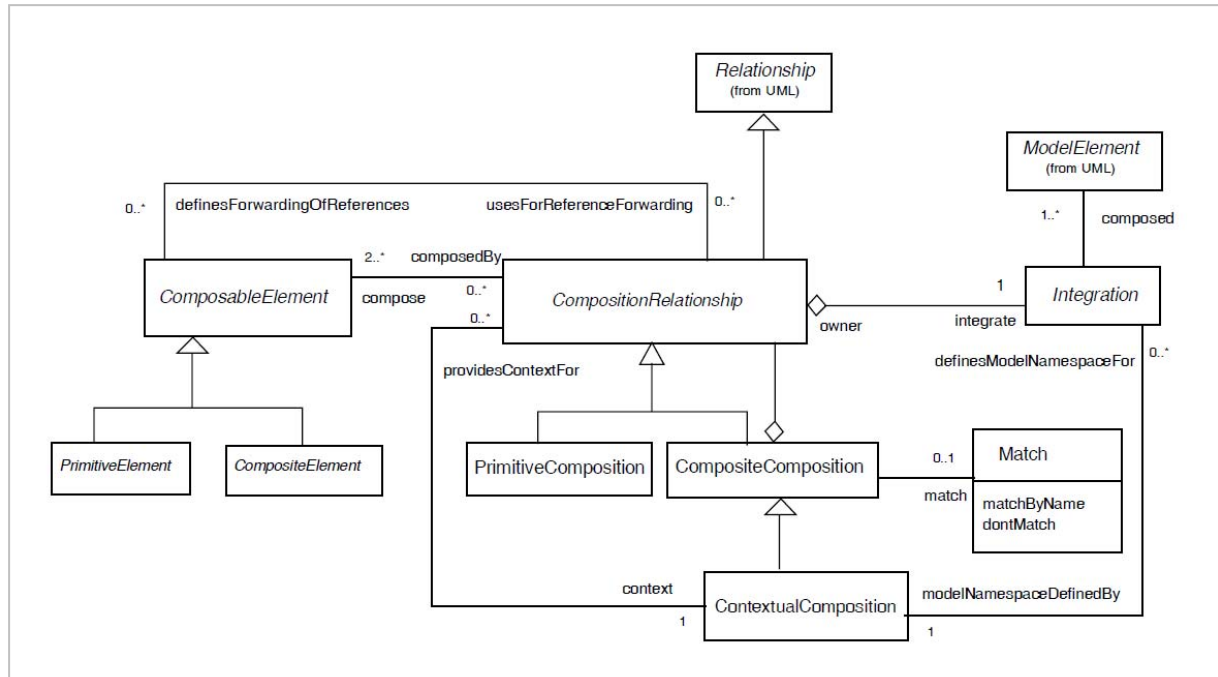 Relationship
(from UML)
ModelElement
(from UML)
0..*
definesForwardingOfReferences
usesForReferenceForwarding
0..*
1..*
composed
ComposableElement
2..*
composedBy
compose
0..*
0..*
CompositionRelationship
owner
1
integrate
Integration
providesContextFor
definesModelNamespaceFor
0..*
PrimitiveElement
CompositeElement
PrimitiveComposition
CompositeComposition
0..1
match
Match
matchByName
dontMatch
context
1
ContextualComposition
modelNamespaceDefinedBy
1